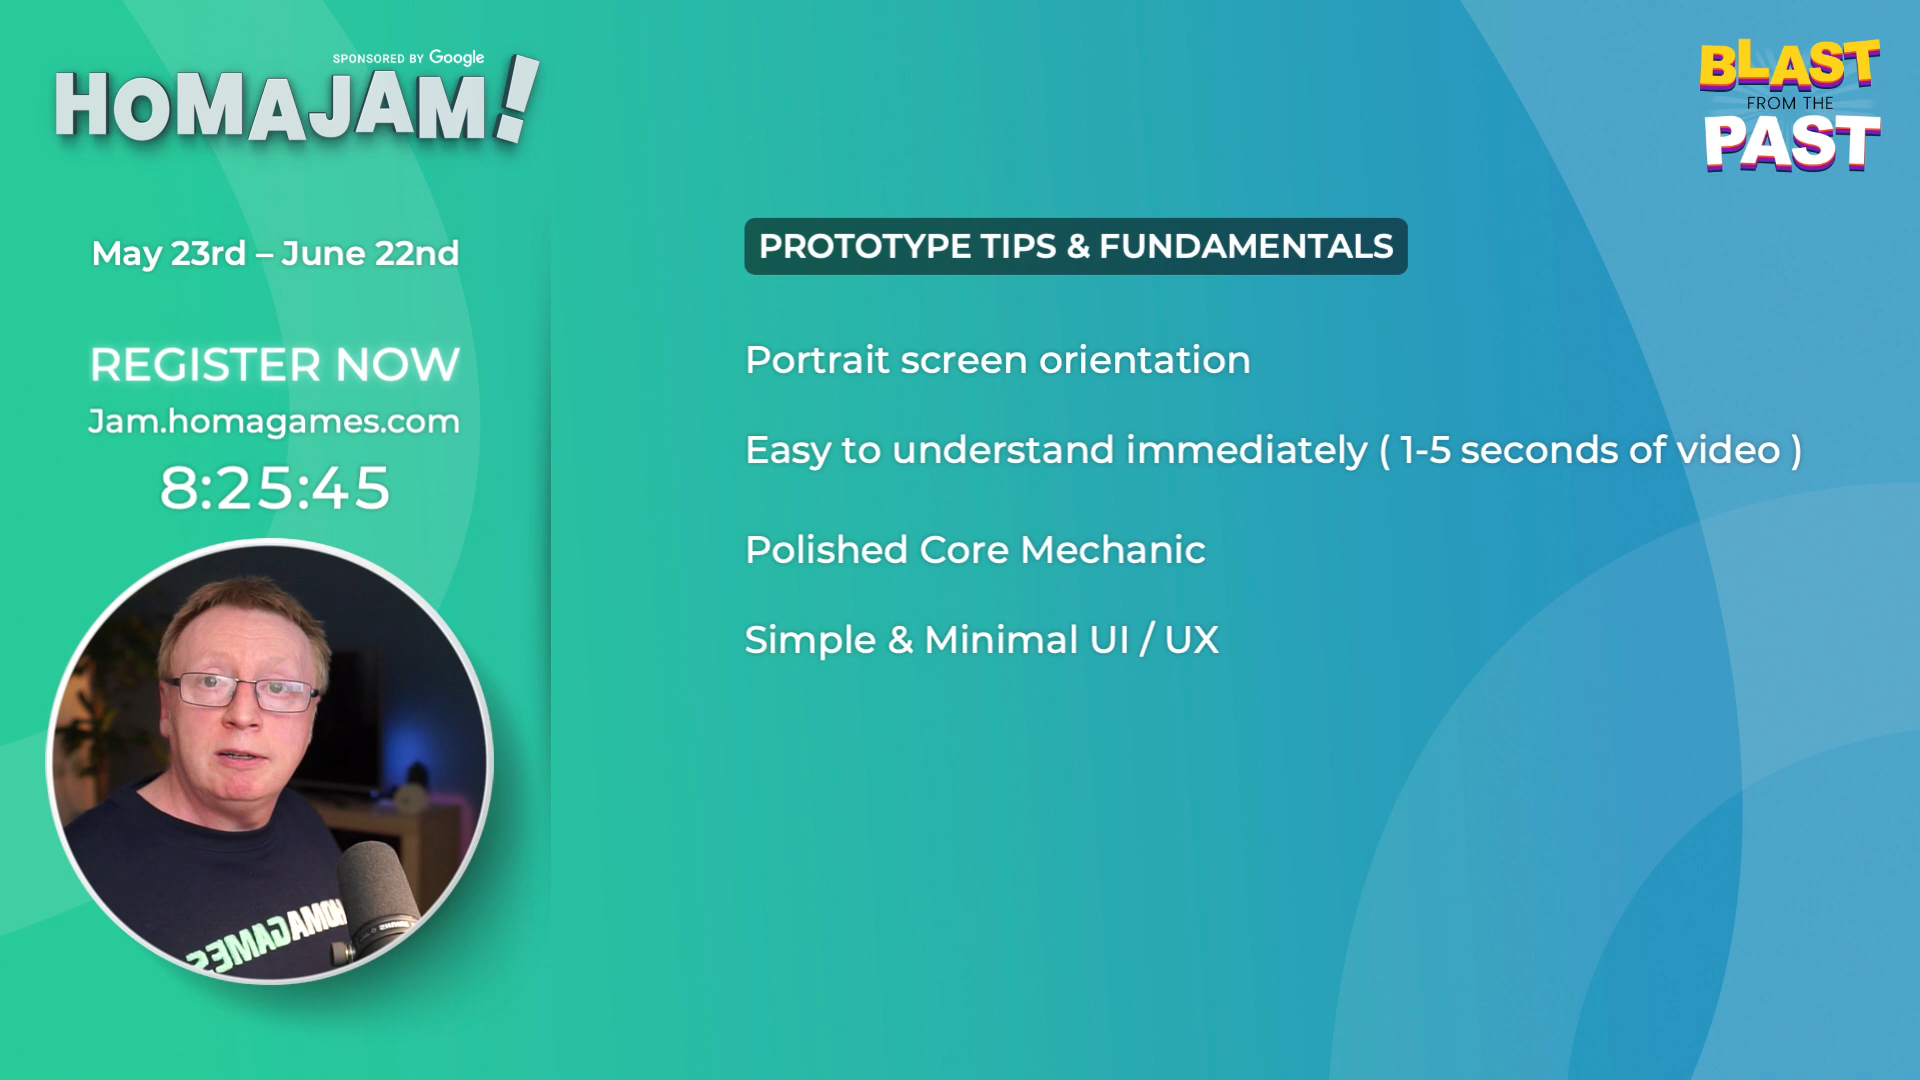 SPONSORED BY Google
HOMAJAM!
BLAST
FROM THE
PAST
May 23rd – June 22nd
REGISTER NOW
Jam.homagames.com
8:25:45
PROTOTYPE TIPS & FUNDAMENTALS
Portrait screen orientation
Easy to understand immediately ( 1-5 seconds of video )
Polished Core Mechanic
Simple & Minimal UI / UX
HOMAGAMES